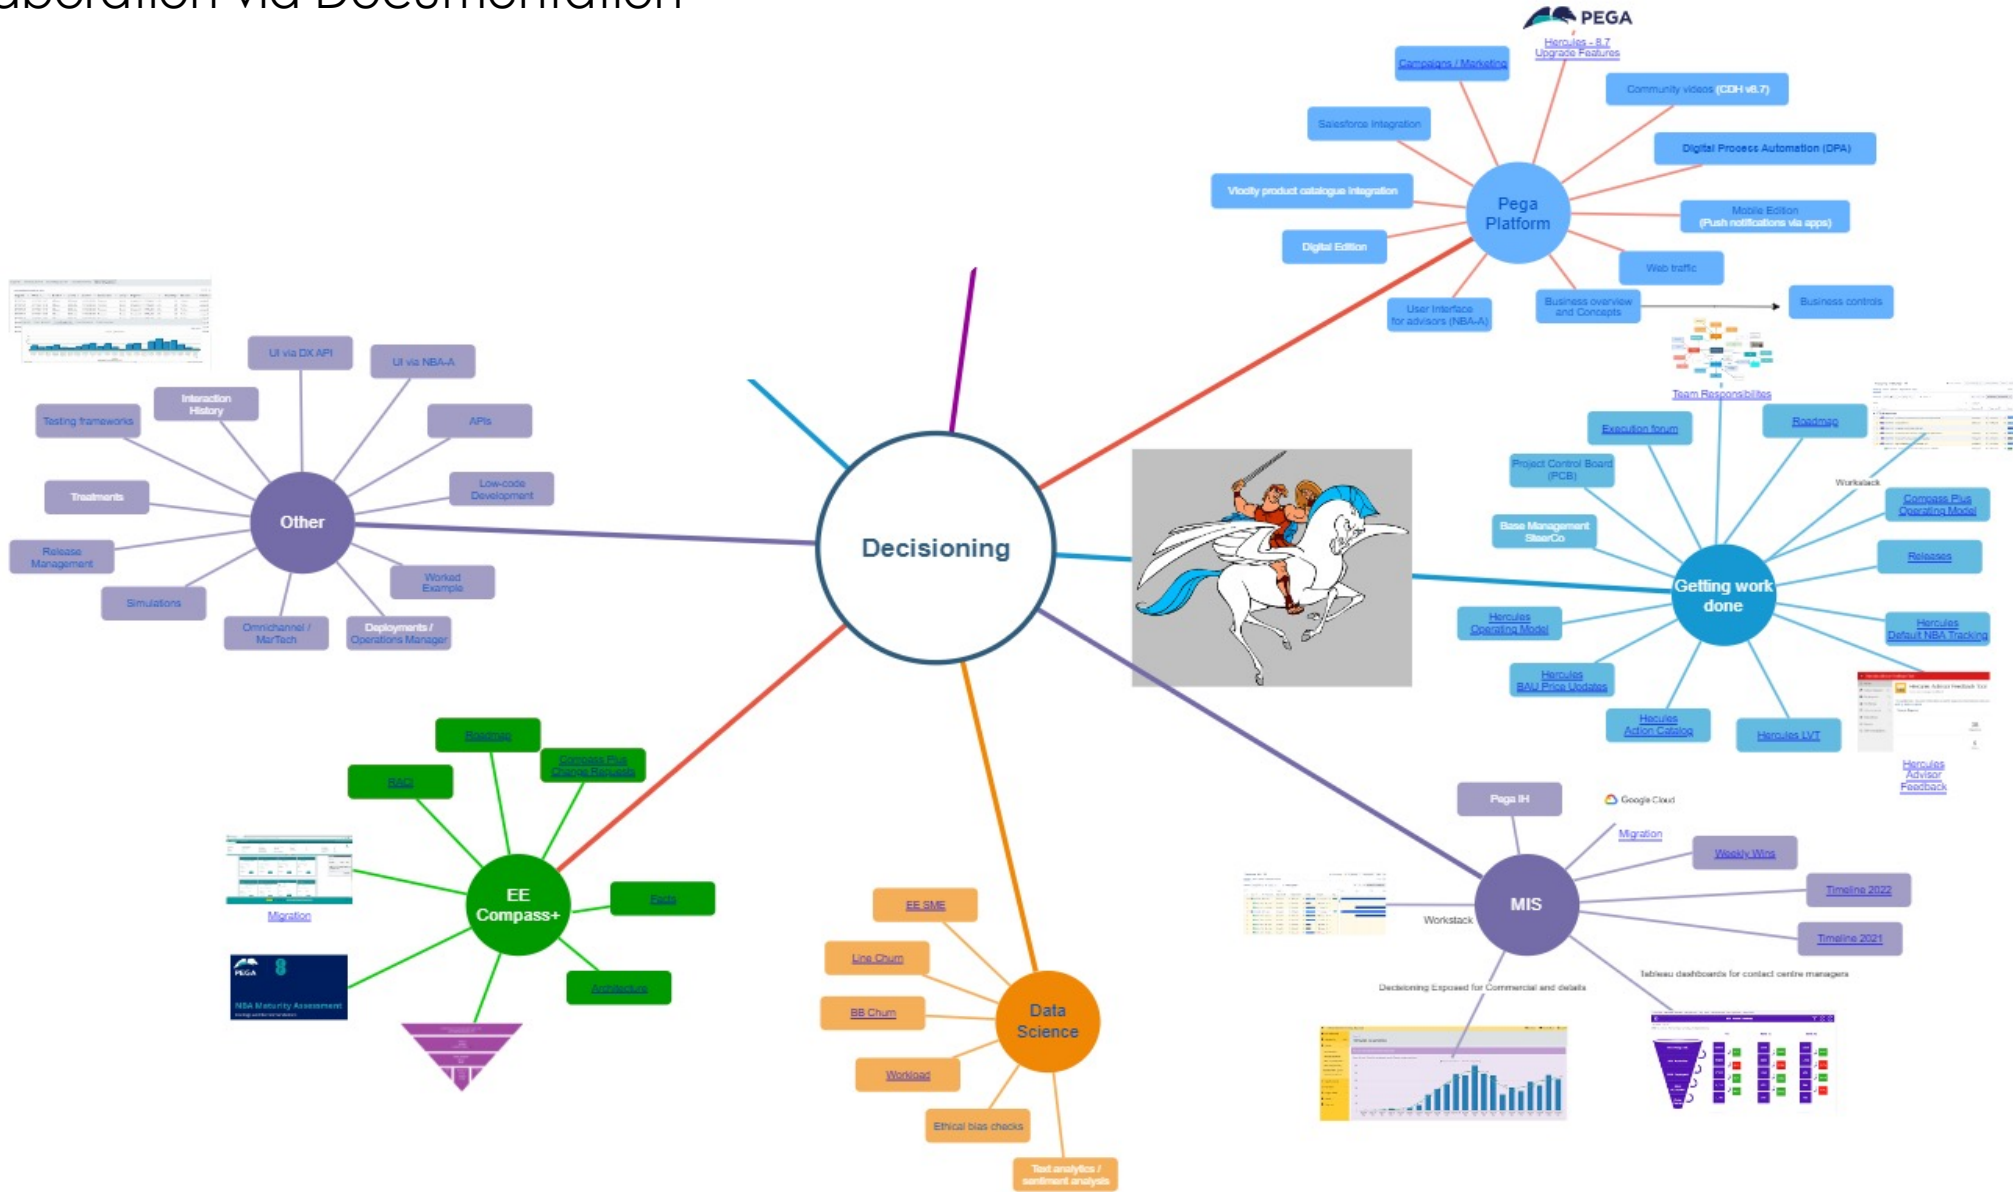 aboration via Documentation
PEGA
Hercules - 8.7
Upgrade Features
Campaigns / Marketing
Community videos (CDH v8.7)
Salesforce Integration
Digital Process Automation (DPA)
Vlocity product catalogue integration
Pega
Platform
Mobile Edition
(Push notifications via apps)
Digital Edition
Web traffic
User Interface
for advisors (NBA-A)
Business overview
and Concepts
Business controls
Team Responsibilites
Execution forum
Roadmap
Project Control Board
(PCB)
Workstack
Compass Plus
Operating Model
Base Management
SteerCo
Releases
Getting work
done
Hercules
Operating Model
Hercules
Default NBA Tracking
Hercules
BAU Price Updates
Hecules
Action Catalog
Hercules LVT
Hercules Advisor Feedback Tool
Hercules
Advisor
Feedback
UI via DX API
UI via NBA-A
Interaction
History
Testing frameworks
APIs
Treatments
Low-code
Development
Other
Release
Management
Worked
Example
Simulations
Omnichannel /
MarTech
Deployments /
Operations Manager
Decisioning
Roadmap
Compass Plus
Change Requests
RACI
EE
Compass+
Facts
Migration
Architecture
PEGA
NBA Maturity Assessment
EE SME
Line Churn
BB Churn
Data
Science
Workload
Ethical bias checks
Text analytics /
sentiment analysis
Pega IH
Google Cloud
Migration
Weekly Wins
Timeline 2022
MIS
Workstack
Timeline 2021
Tableau dashboards for contact centre managers
Decisioning Exposed for Commercial and details